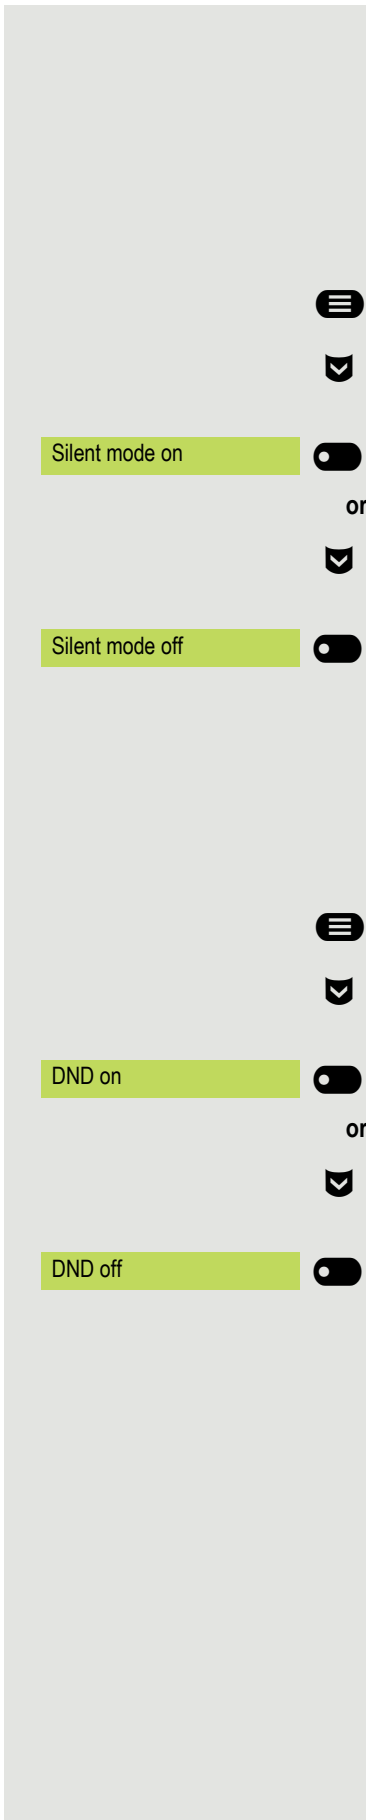 Silent mode on
or
Silent mode off
DND on
or
DND off